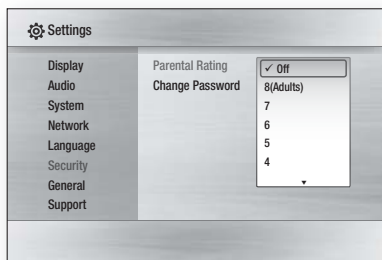 Settings
Display
Audio
System
Network
Language
Security
General
Support
Parental Rating
Change Password
✓ Off
8(Adults)
7
6
5
4